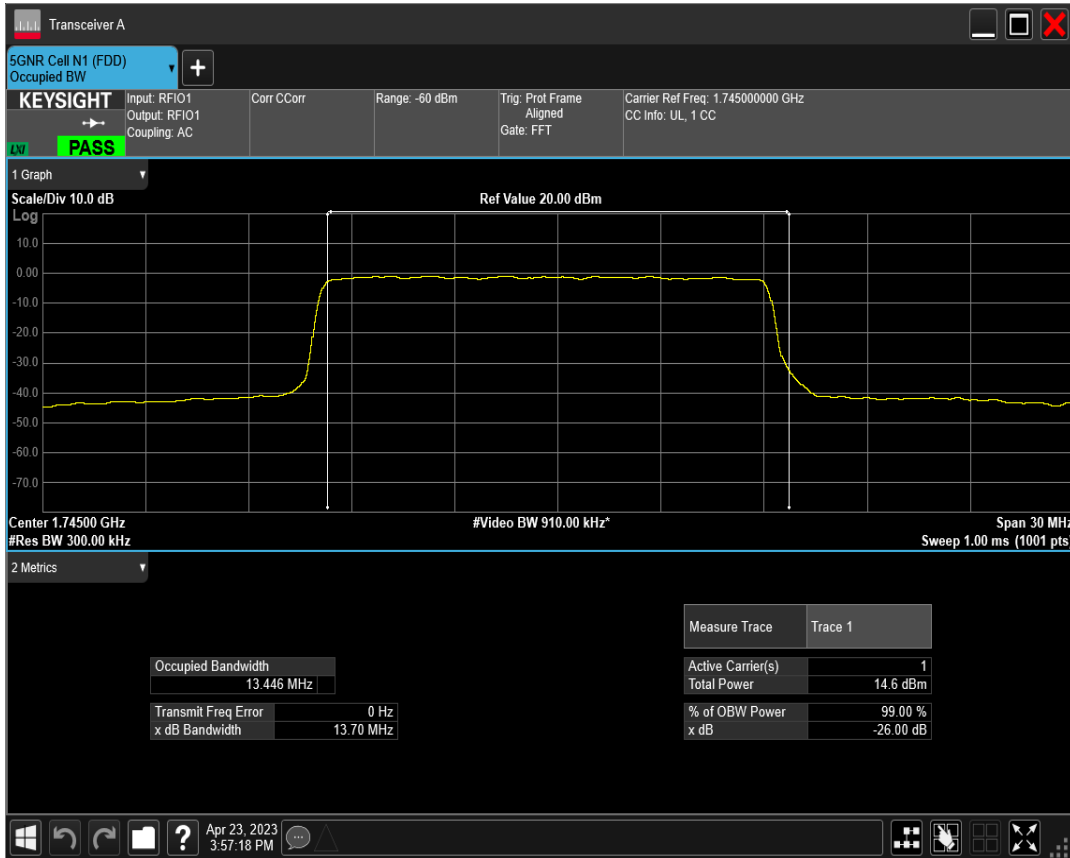 Transceiver A
5GNR Cell N1 (FDD)
Occupied BW
+
KEYSIGHT
LXI
PASS
Input: RFIO1
Output: RFIO1
Coupling: AC
Corr CCorr
Range: -60 dBm
Trig: Prot Frame
Aligned
Gate: FFT
Carrier Ref Freq: 1.745000000 GHz
CC Info: UL, 1 CC
1 Graph
Scale/Div 10.0 dB
Ref Value 20.00 dBm
Log
10.0
0.00
-10.0
-20.0
-30.0
-40.0
-50.0
-60.0
-70.0
Center 1.74500 GHz
#Video BW 910.00 kHz*
Span 30 MHz
#Res BW 300.00 kHz
Sweep 1.00 ms (1001 pts)
2 Metrics
Measure Trace Trace 1
Occupied Bandwidth
13.446 MHz
Active Carrier(s) 1
Total Power 14.6 dBm
Transmit Freq Error 0 Hz
x dB Bandwidth 13.70 MHz
% of OBW Power 99.00 %
x dB -26.00 dB
?
Apr 23, 2023
3:57:18 PM